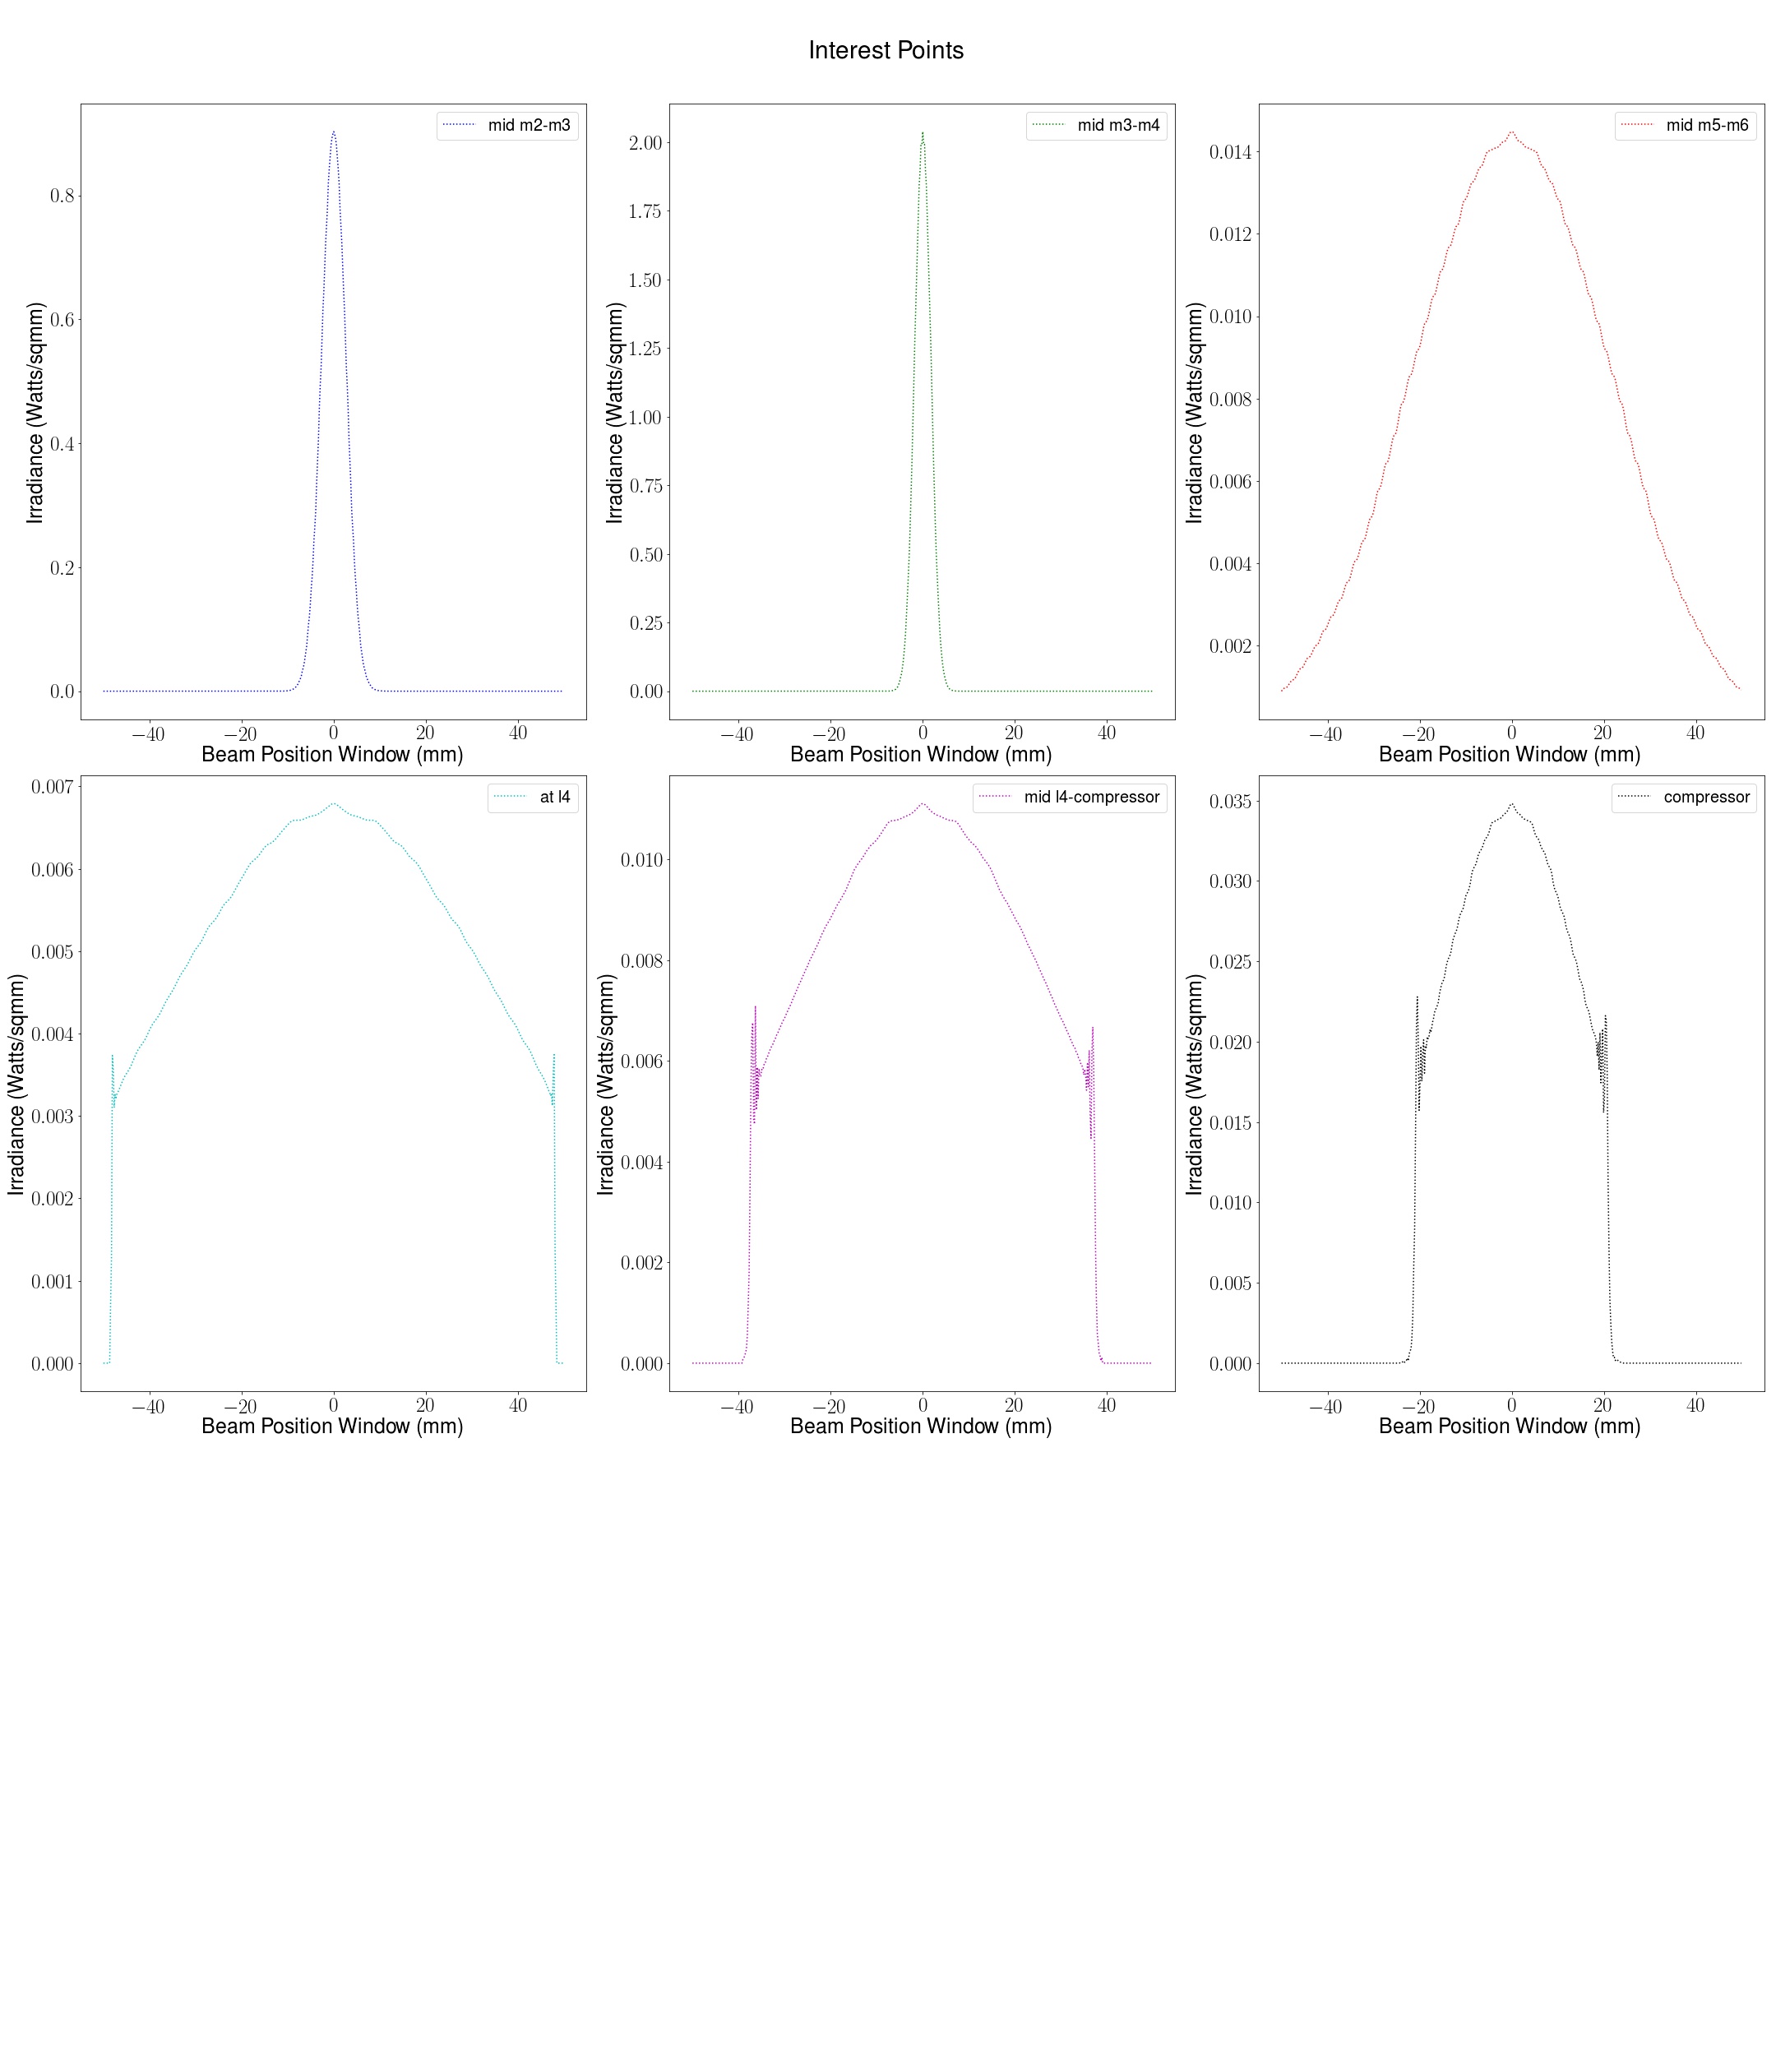 Interest Points
mid m2-m3
0.8
0.6
0.4
0.2
0.0
−40 −20 0 20 40
Irradiance (Watts/sqmm)
Beam Position Window (mm)
mid m3-m4
2.00
1.75
1.50
1.25
1.00
0.75
0.50
0.25
0.00
−40 −20 0 20 40
Irradiance (Watts/sqmm)
Beam Position Window (mm)
mid m5-m6
0.014
0.012
0.010
0.008
0.006
0.004
0.002
−40 −20 0 20 40
Irradiance (Watts/sqmm)
Beam Position Window (mm)
at l4
0.007
0.006
0.005
0.004
0.003
0.002
0.001
0.000
−40 −20 0 20 40
Irradiance (Watts/sqmm)
Beam Position Window (mm)
mid l4-compressor
0.010
0.008
0.006
0.004
0.002
0.000
−40 −20 0 20 40
Irradiance (Watts/sqmm)
Beam Position Window (mm)
compressor
0.035
0.030
0.025
0.020
0.015
0.010
0.005
0.000
−40 −20 0 20 40
Irradiance (Watts/sqmm)
Beam Position Window (mm)